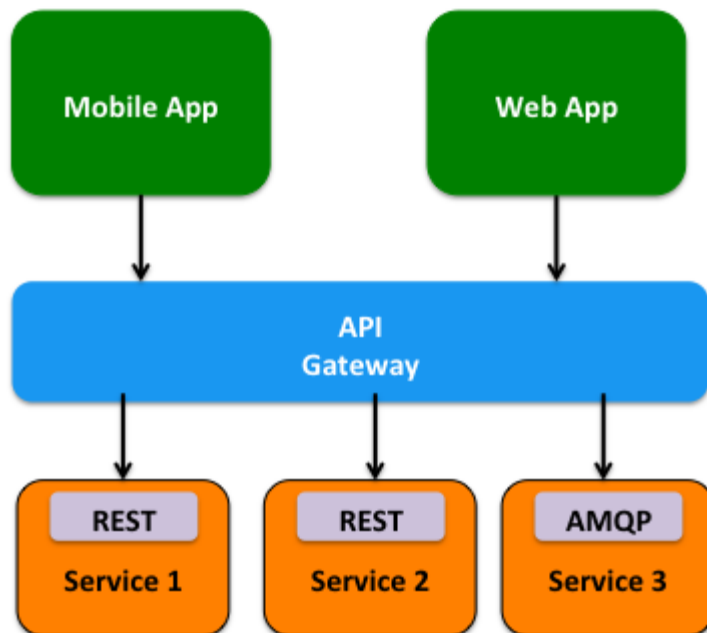 Mobile App
Web App
API
Gateway
REST
REST
AMQP
Service 1
Service 2
Service 3